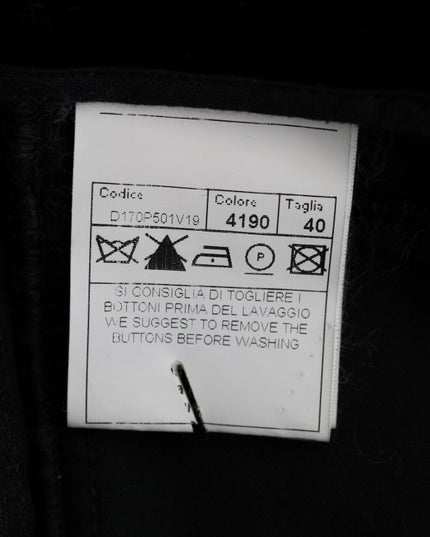 Codice Colore Taglia
D170P501V19 4190 40
P
SI CONSIGLIA DI TOGLIERE I
BOTTONI PRIMA DEL LAVAGGIO
WE SUGGEST TO REMOVE THE
BUTTONS BEFORE WASHING